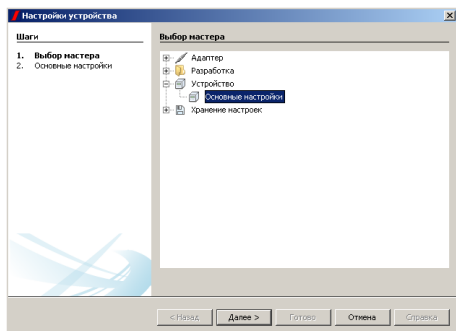 Настройки устройства
Шаги
1. Выбор мастера
2. Основные настройки
Выбор мастера
Адаптер
Разработка
Устройство
Основные настройки
Хранение настроек
< Назад
Далее >
Готово
Отмена
Справка